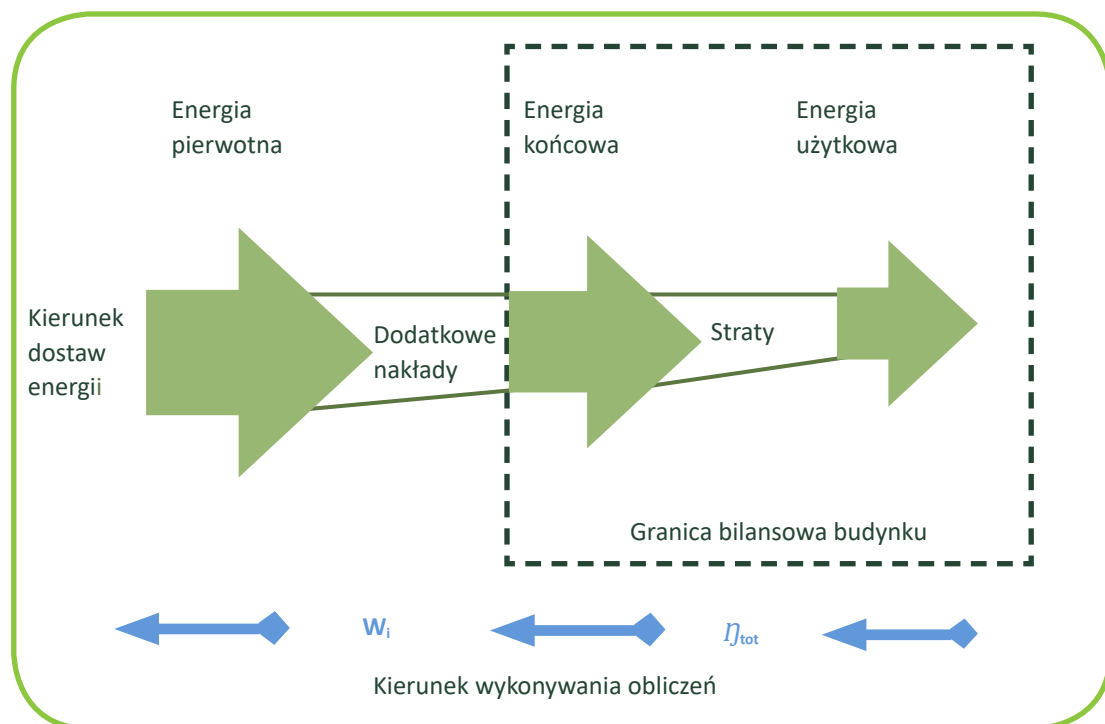 Energia
pierwotna
Energia
końcowa
Energia
użytkowa
Kierunek
dostaw
energii
Dodatkowe
nakłady
Straty
Granica bilansowa budynku
Wi
ηtot
Kierunek wykonywania obliczeń